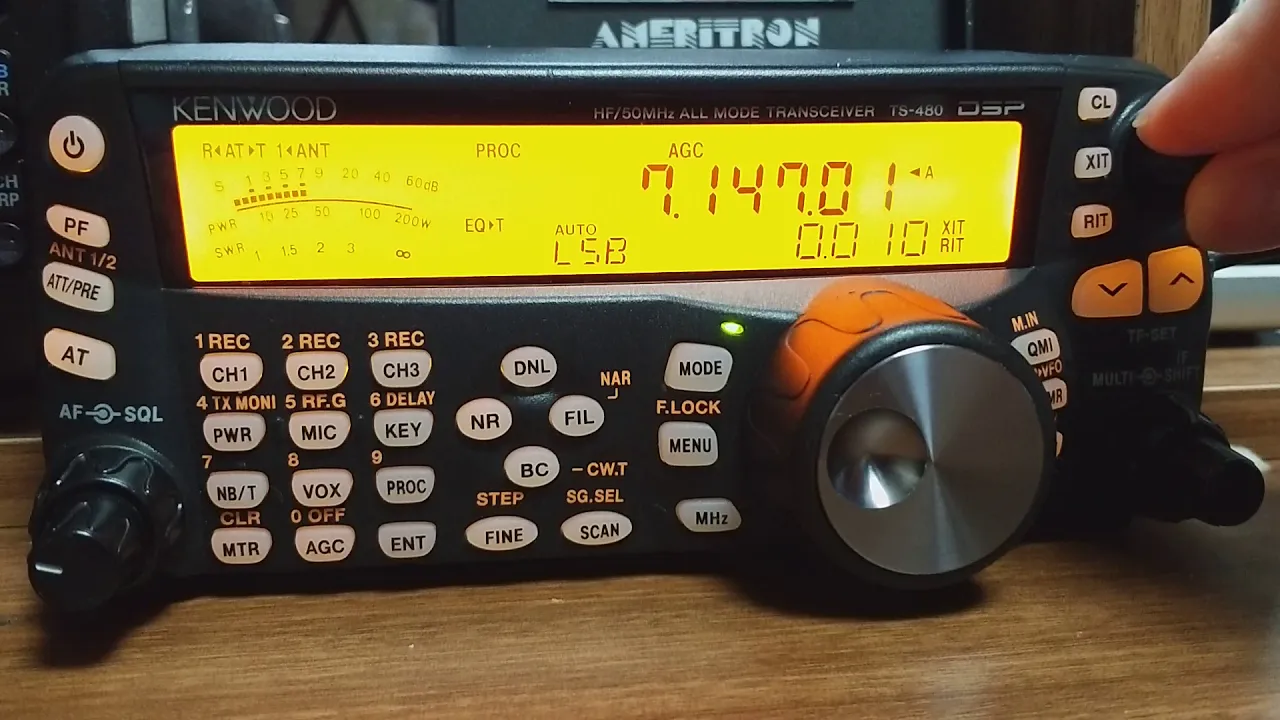 AMERITRON
KENWOOD
HF/50MHz ALL MODE TRANSCEIVER TS-480 DSP
R◂AT▸T 1◂ANT PROC AGC
S 1 3 5 7 9 20 40 60dB
7.147.01 ◂A
PWR 10 25 50 100 200W
EQ▸T AUTO
LSB 0.010 XIT
RIT
SWR 1 1.5 2 3 ∞
CL
XIT
RIT
PF
ANT 1/2
ATT/PRE
AT
AF SQL
1 REC 2 REC 3 REC
CH1 CH2 CH3
4 TX MONI 5 RF.G 6 DELAY
PWR MIC KEY
7 8 9
NB/T VOX PROC
CLR 0 OFF
MTR AGC ENT
DNL
NAR
NR FIL
BC
– CW.T
STEP SG.SEL
FINE SCAN
MODE
F.LOCK
MENU
MHz
M.IN
QMI
TF-SET
IF
MULTI SHIFT